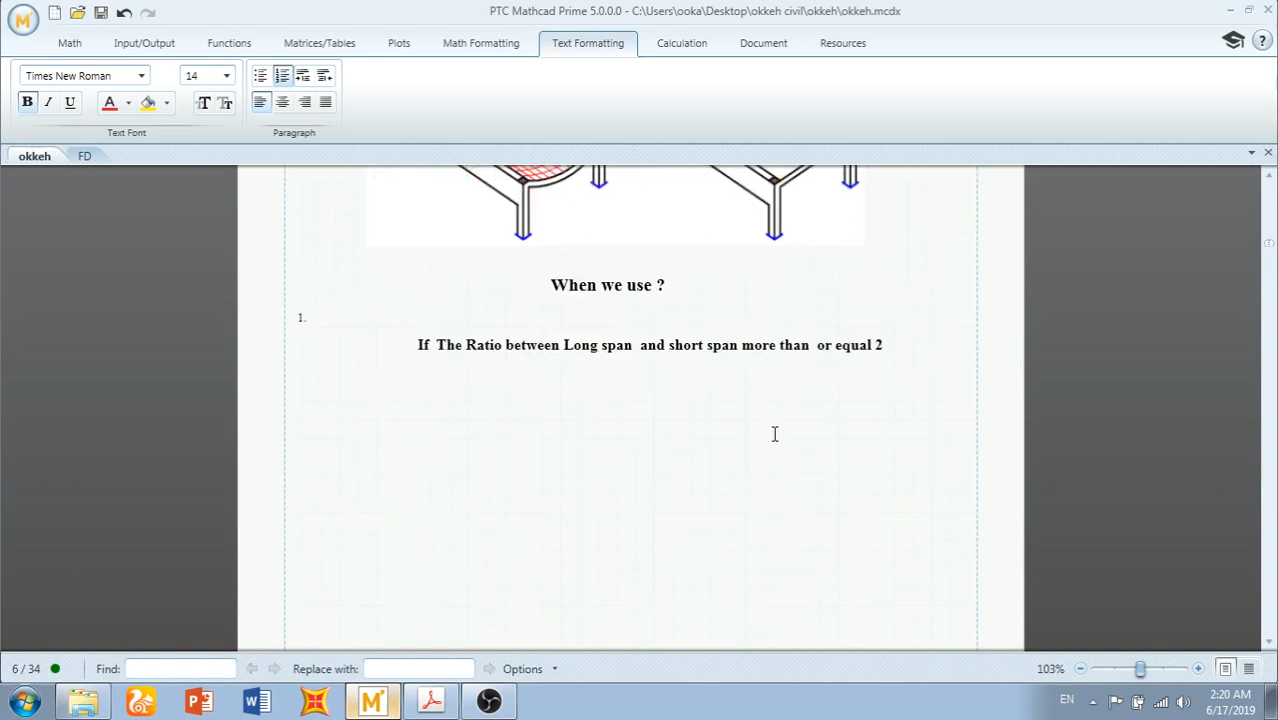 PTC Mathcad Prime 5.0.0.0 - C:\Users\ooka\Desktop\okkeh civil\okkeh\okkeh.mcdx
Math Input/Output Functions Matrices/Tables Plots Math Formatting Text Formatting Calculation Document Resources
Times New Roman 14
B I U A
Text Font Paragraph
okkeh FD
When we use ?
1.
If The Ratio between Long span and short span more than or equal 2
6 / 34 Find: Replace with: Options 103%
EN 2:20 AM
6/17/2019